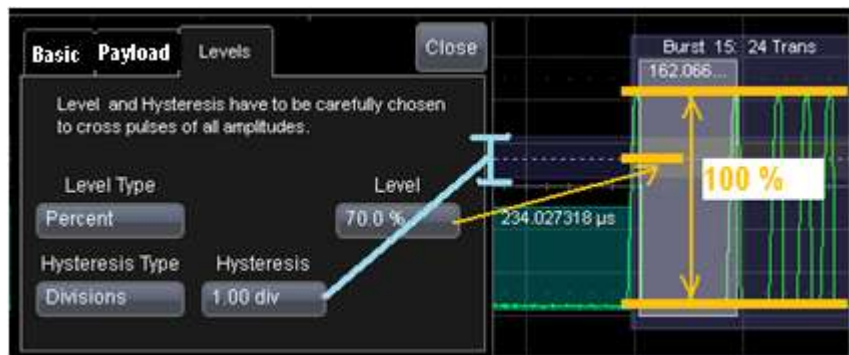 Basic Payload Levels Close
Level and Hysteresis have to be carefully chosen
to cross pulses of all amplitudes.
Level Type Level
Percent 70.0 %
Hysteresis Type Hysteresis
Divisions 1.00 div
Burst 15: 24 Trans
162.066...
100 %
234.027318 µs